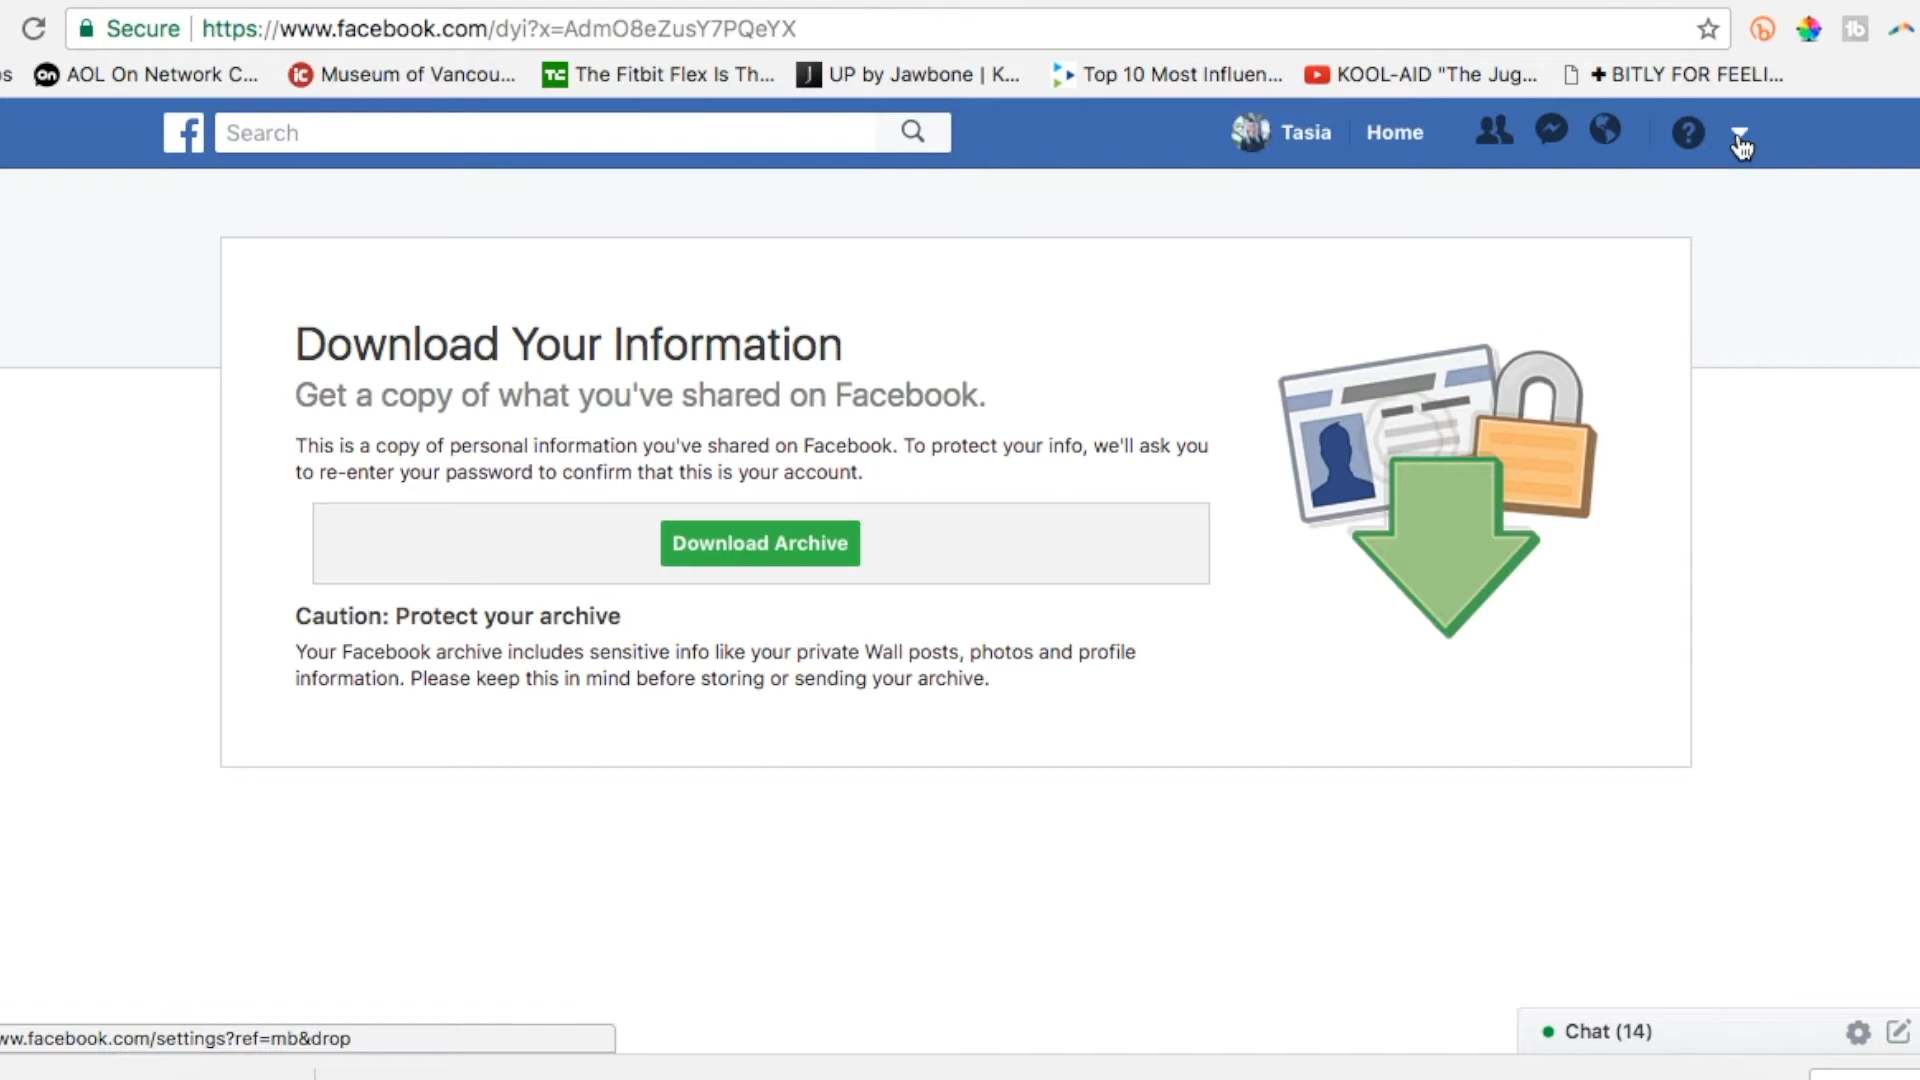 Secure https://www.facebook.com/dyi?x=AdmO8eZusY7PQeYX
AOL On Network C... Museum of Vancou... The Fitbit Flex Is Th... UP by Jawbone | K... Top 10 Most Influen... KOOL-AID "The Jug... ✚ BITLY FOR FEELI...
Search Tasia Home
Download Your Information
Get a copy of what you've shared on Facebook.
This is a copy of personal information you've shared on Facebook. To protect your info, we'll ask you
to re-enter your password to confirm that this is your account.
Download Archive
Caution: Protect your archive
Your Facebook archive includes sensitive info like your private Wall posts, photos and profile
information. Please keep this in mind before storing or sending your archive.
ww.facebook.com/settings?ref=mb&drop
Chat (14)